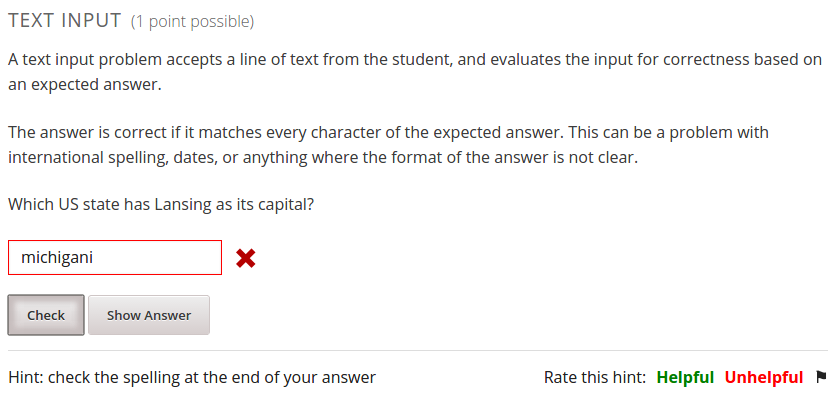 TEXT INPUT (1 point possible)
A text input problem accepts a line of text from the student, and evaluates the input for correctness based on
an expected answer.
The answer is correct if it matches every character of the expected answer. This can be a problem with
international spelling, dates, or anything where the format of the answer is not clear.
Which US state has Lansing as its capital?
michigani
Check Show Answer
Hint: check the spelling at the end of your answer Rate this hint: Helpful Unhelpful